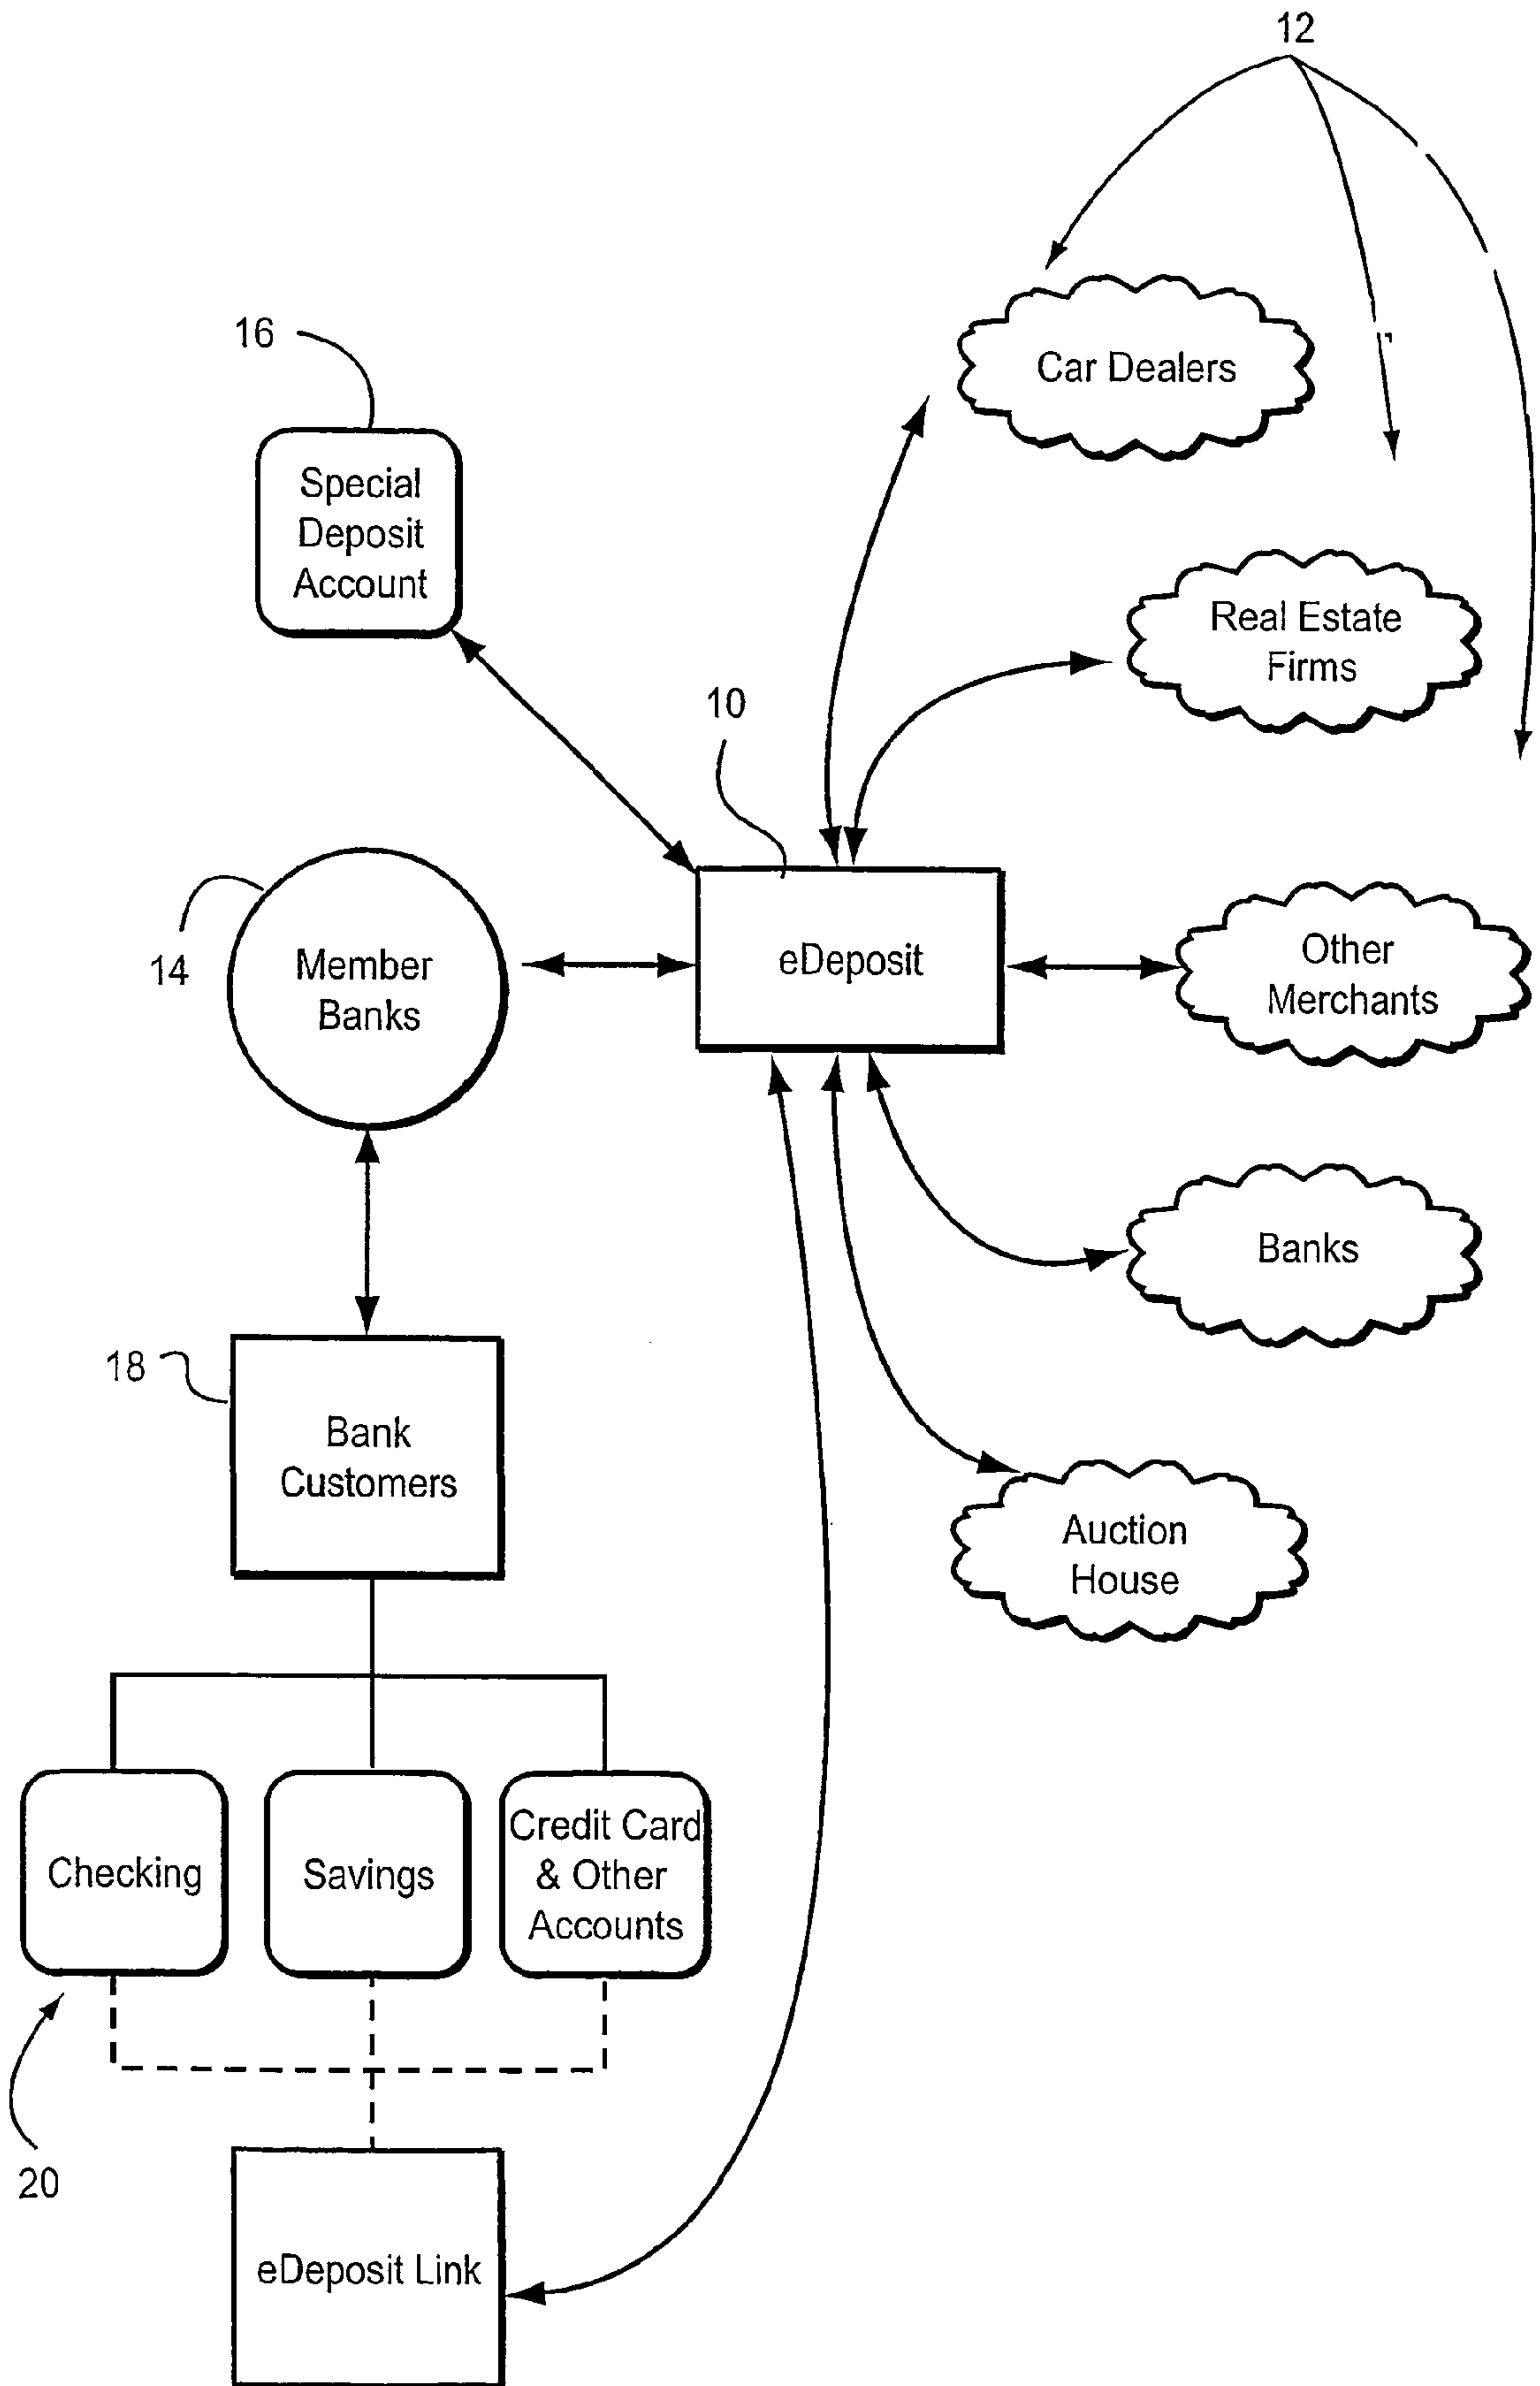 12
16
Car Dealers
Special
Deposit
Account
Real Estate
Firms
10
14
Member
Banks
eDeposit
Other
Merchants
Banks
18
Bank
Customers
Auction
House
Checking
Savings
Credit Card
& Other
Accounts
20
eDeposit Link